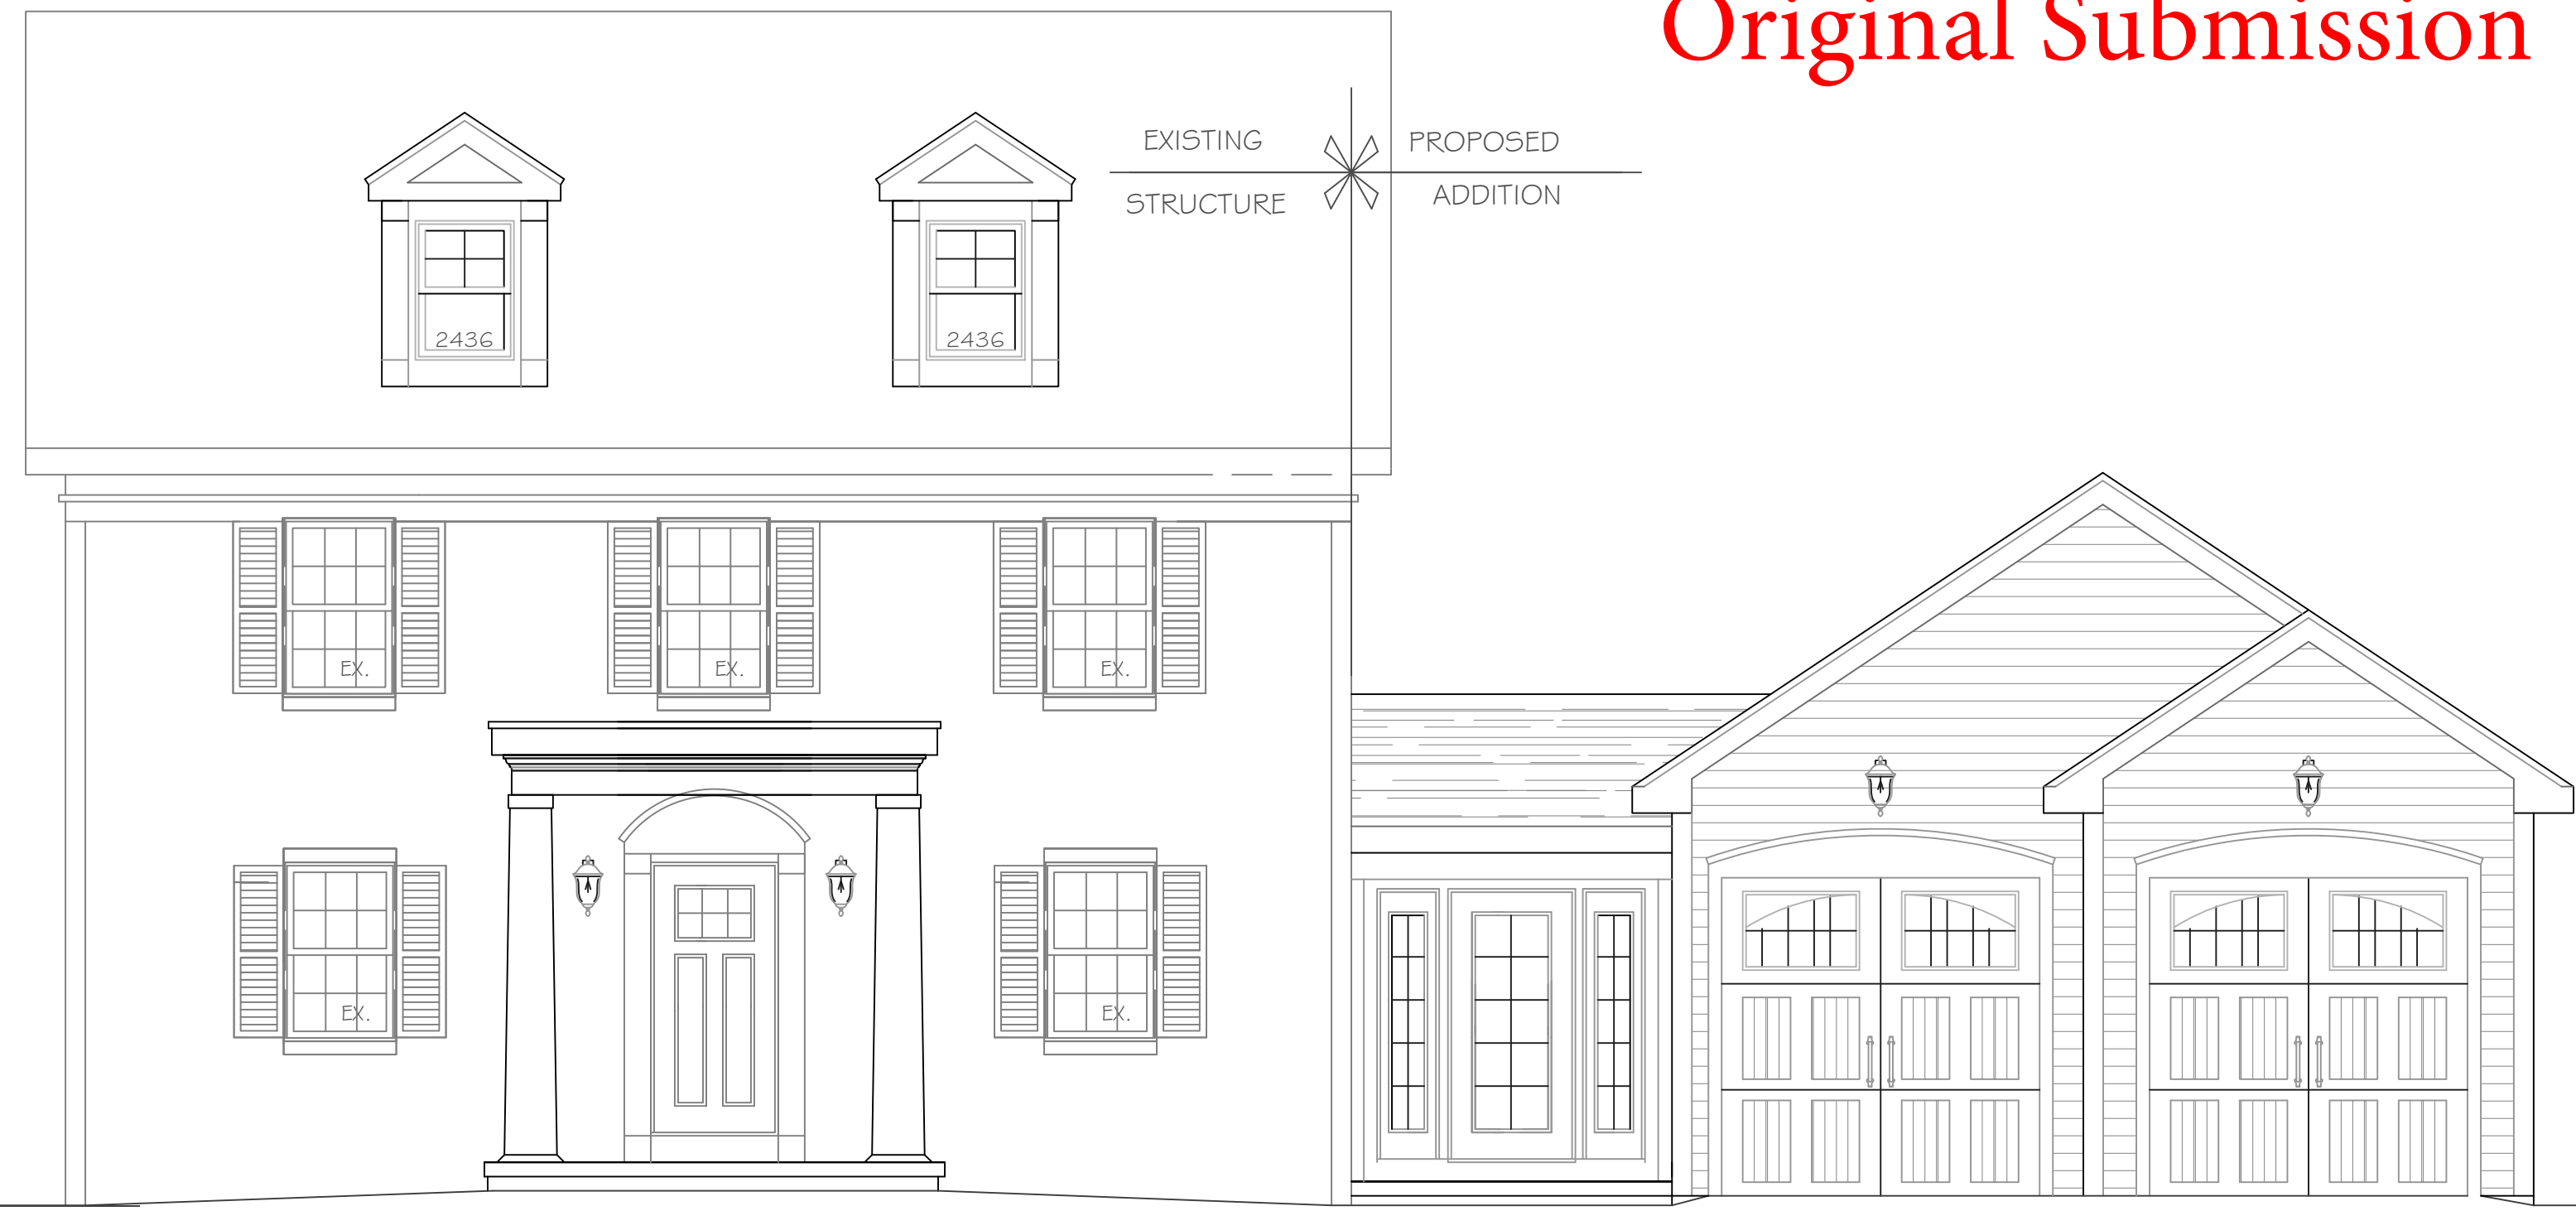 Original Submission
EXISTING
STRUCTURE
PROPOSED
ADDITION
2436
2436
EX.
EX.
EX.
EX.
EX.